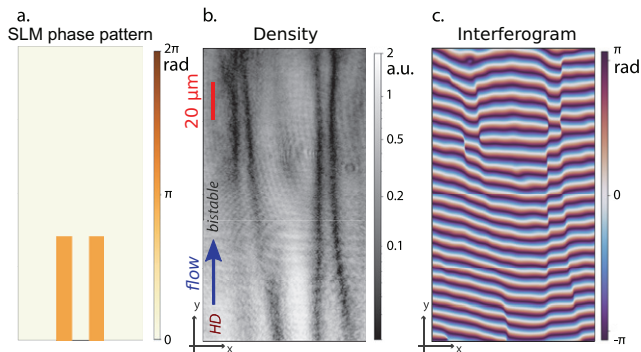 a.
SLM phase pattern
2π
rad
π
0
b.
Density
20 μm
bistable
flow
HD
y
x
2
a.u.
1
0.5
0.2
0.1
c.
Interferogram
y
x
π
rad
0
-π